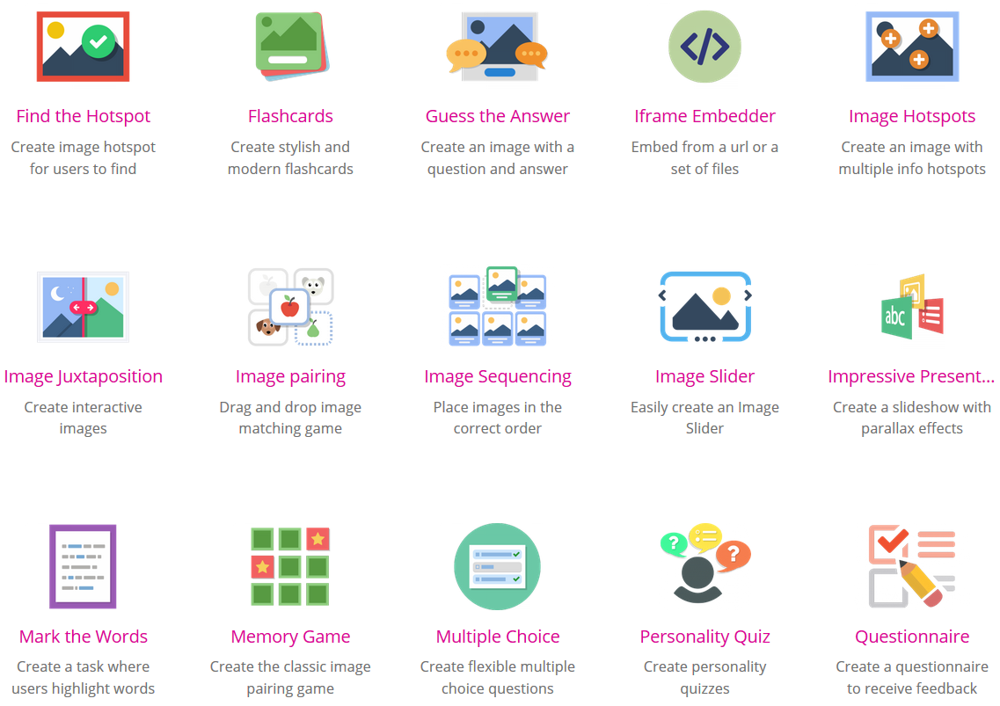 Find the Hotspot
Create image hotspot
for users to find
Flashcards
Create stylish and
modern flashcards
Guess the Answer
Create an image with a
question and answer
Iframe Embedder
Embed from a url or a
set of files
Image Hotspots
Create an image with
multiple info hotspots
Image Juxtaposition
Create interactive
images
Image pairing
Drag and drop image
matching game
Image Sequencing
Place images in the
correct order
Image Slider
Easily create an Image
Slider
abc
Impressive Present...
Create a slideshow with
parallax effects
Mark the Words
Create a task where
users highlight words
Memory Game
Create the classic image
pairing game
Multiple Choice
Create flexible multiple
choice questions
? ?
Personality Quiz
Create personality
quizzes
Questionnaire
Create a questionnaire
to receive feedback